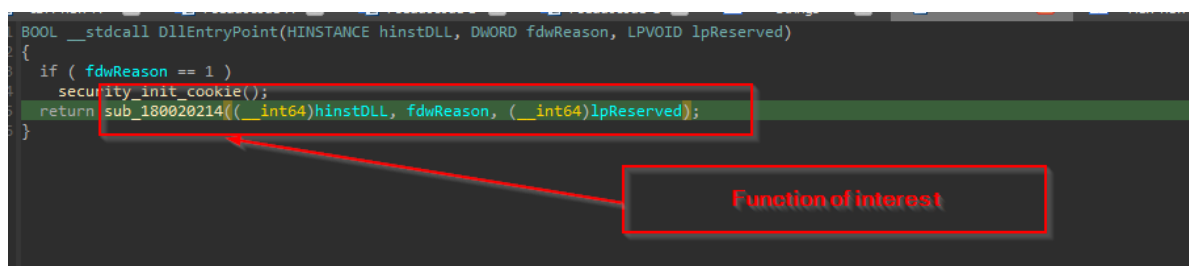 BOOL __stdcall DllEntryPoint(HINSTANCE hinstDLL, DWORD fdwReason, LPVOID lpReserved)
{
if ( fdwReason == 1 )
security_init_cookie();
return sub_180020214((__int64)hinstDLL, fdwReason, (__int64)lpReserved);
}
Function of interest